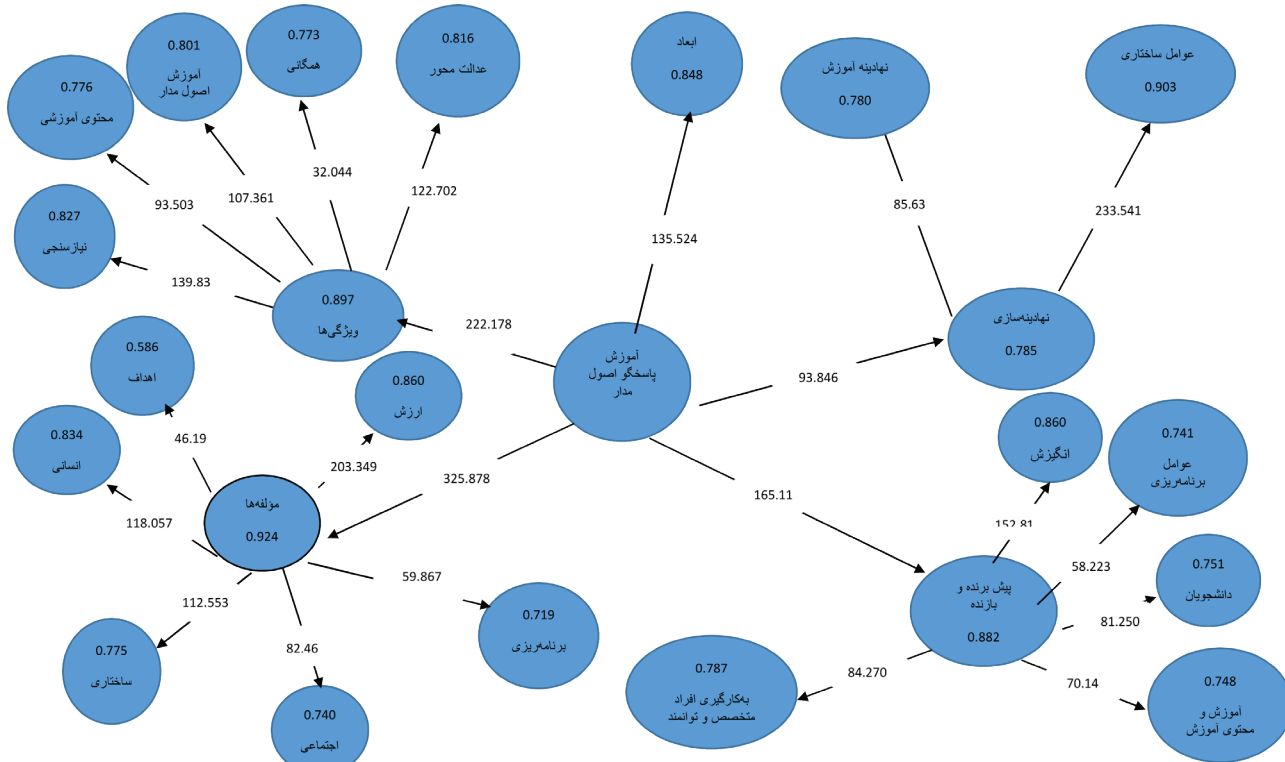 0.776
محتوی آموزشی
0.801
آموزش
اصول مدار
0.773
همگانی
0.816
عدالت محور
ابعاد
0.848
نهادینه آموزش
0.780
عوامل ساختاری
0.903
93.503
107.361
32.044
122.702
135.524
85.63
233.541
0.827
نیازسنجی
139.83
0.897
ویژگی‌ها
222.178
آموزش
پاسخگو اصول
مدار
93.846
نهادینه‌سازی
0.785
0.586
اهداف
0.860
ارزش
0.834
انسانی
46.19
203.349
325.878
165.11
0.860
انگیزش
0.741
عوامل
برنامه‌ریزی
مؤلفه‌ها
0.924
118.057
112.553
82.46
59.867
152.81
58.223
پیش برنده و
بازنده
0.882
0.751
دانشجویان
81.250
84.270
70.14
0.775
ساختاری
0.740
اجتماعی
0.719
برنامه‌ریزی
0.787
به‌کارگیری افراد
متخصص و توانمند
0.748
آموزش و
محتوی آموزش